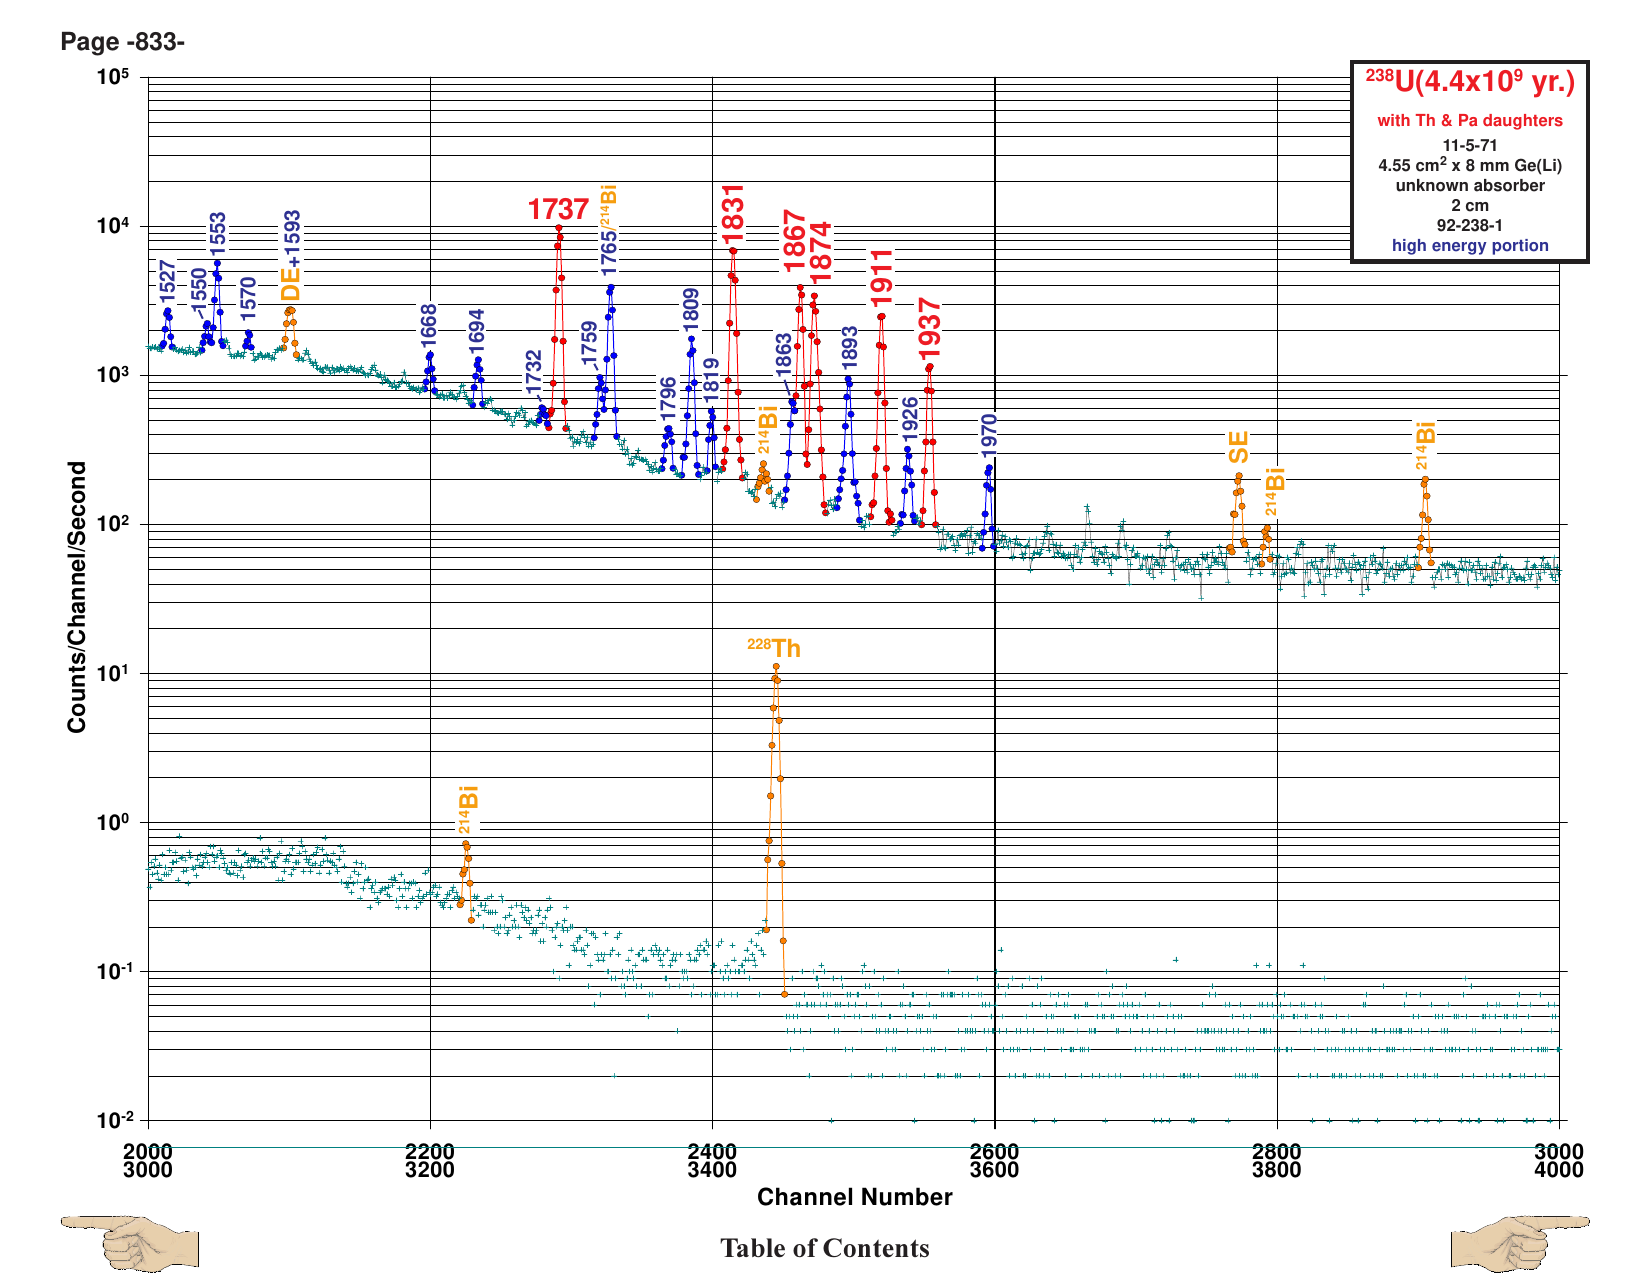 Page -833-
10⁵
10⁴
10³
10²
10¹
10⁰
10⁻¹
10⁻²
Counts/Channel/Second
²³⁸U(4.4x10⁹ yr.)
with Th & Pa daughters
11-5-71
4.55 cm² x 8 mm Ge(Li)
unknown absorber
2 cm
92-238-1
high energy portion
1527
1550
1553
1570
DE+1593
1668
1694
1732
1737
1759
1765/²¹⁴Bi
1796
1809
1819
1831
²¹⁴Bi
1863
1867
1874
1893
1911
1926
1937
1970
SE
²¹⁴Bi
²¹⁴Bi
²¹⁴Bi
²²⁸Th
2000 2200 2400 2600 2800 3000
3000 3200 3400 3600 3800 4000
Channel Number
Table of Contents